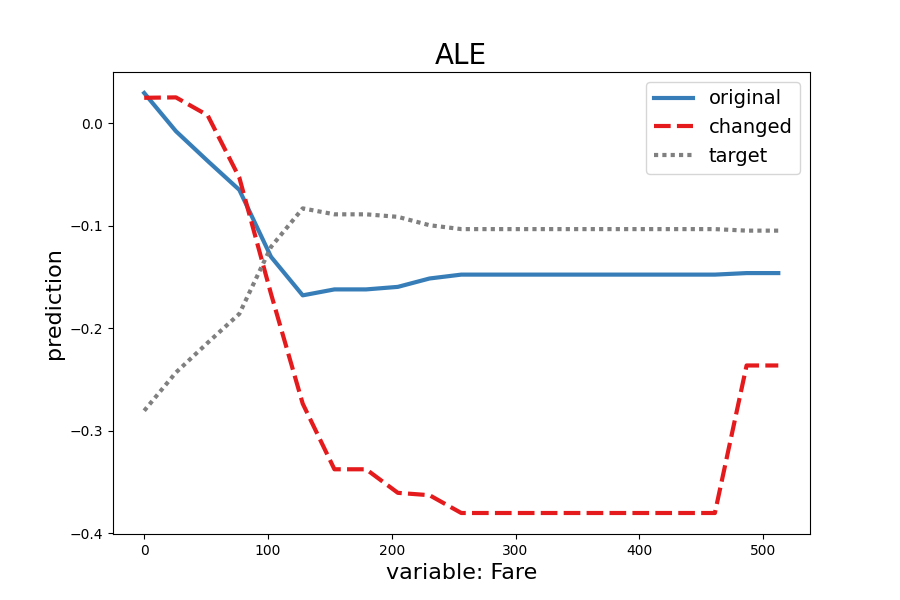 ALE
original
changed
target
prediction
0.0
−0.1
−0.2
−0.3
−0.4
0
100
200
300
400
500
variable: Fare